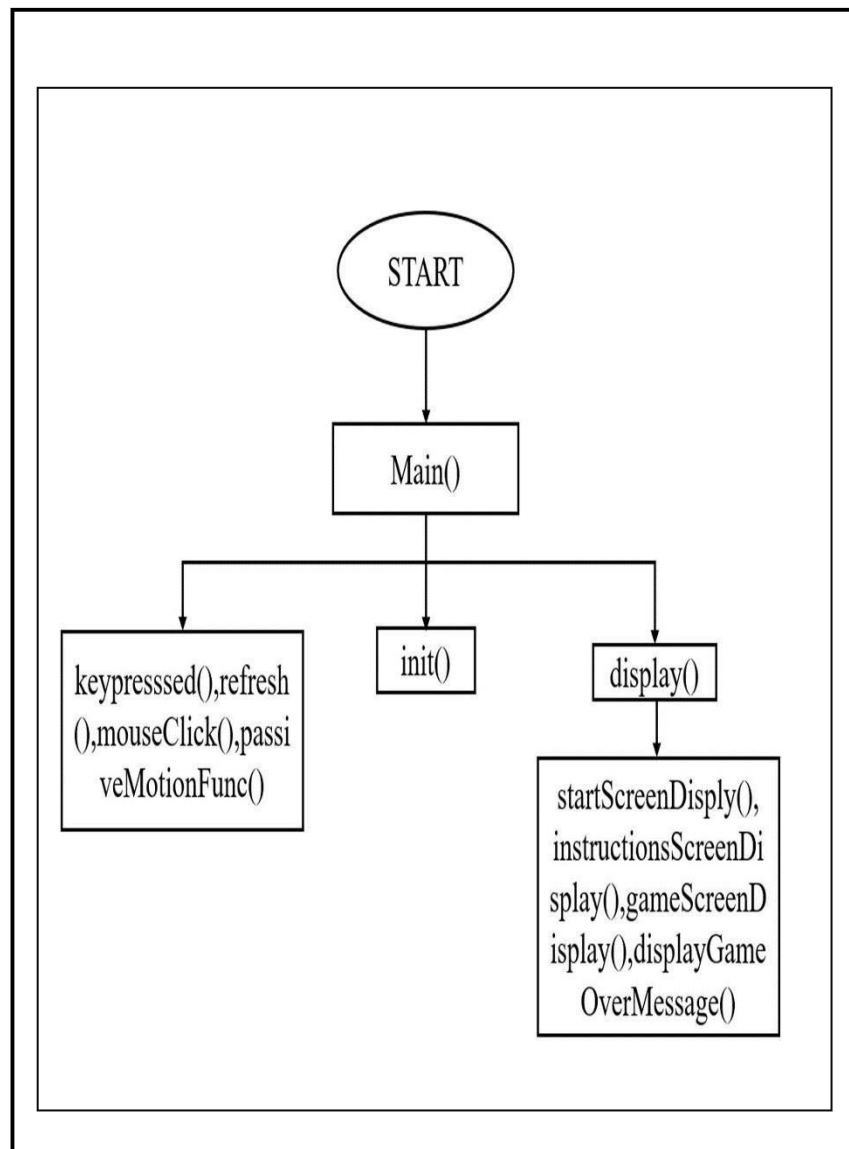 START
Main()
keypresssed(),refresh
(),mouseClick(),passi
veMotionFunc()
init()
display()
startScreenDisply(),
instructionsScreenDi
splay(),gameScreenD
isplay(),displayGame
OverMessage()